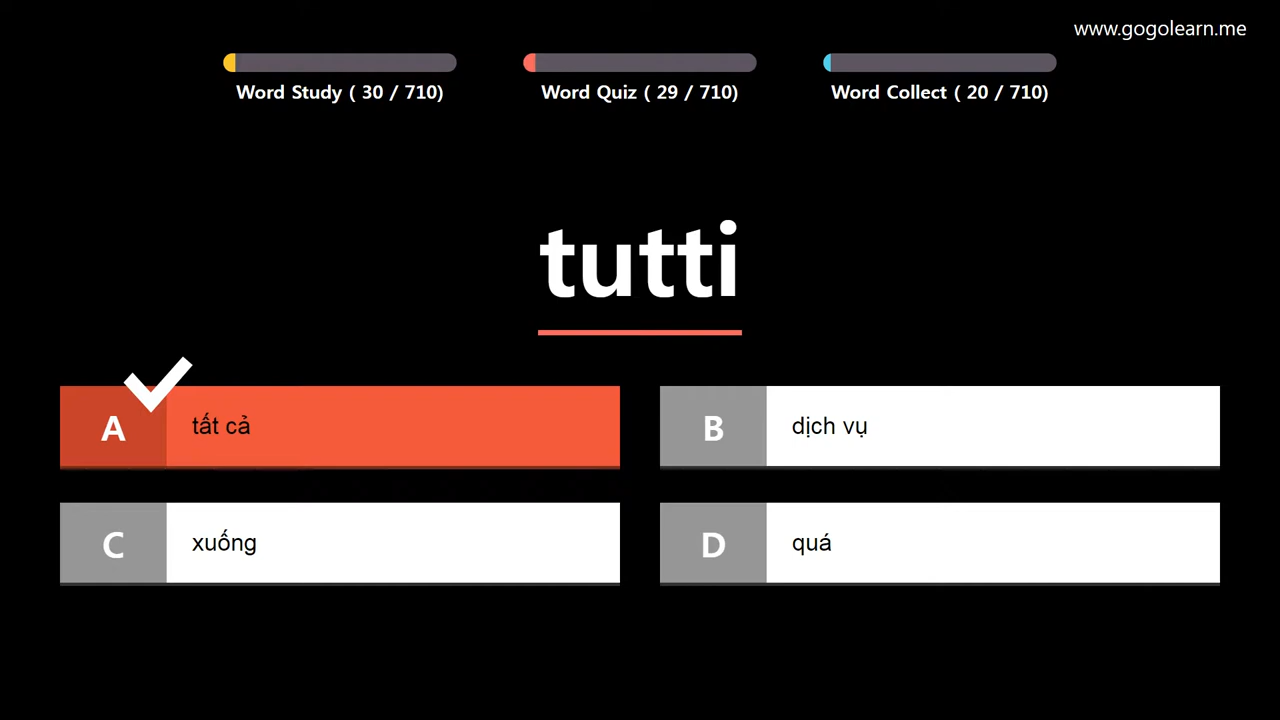 www.gogolearn.me
Word Study ( 30 / 710)
Word Quiz ( 29 / 710)
Word Collect ( 20 / 710)
tutti
A tất cả
B dịch vụ
C xuống
D quá